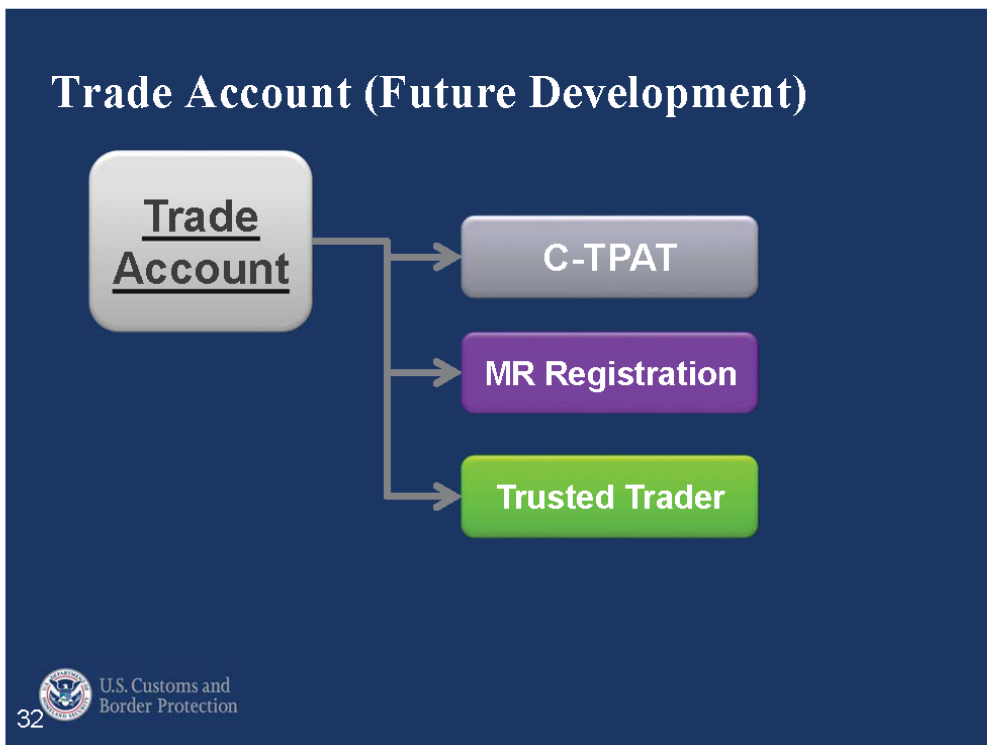 Trade Account (Future Development)
Trade
Account
C-TPAT
MR Registration
Trusted Trader
U.S. Customs and
Border Protection
32